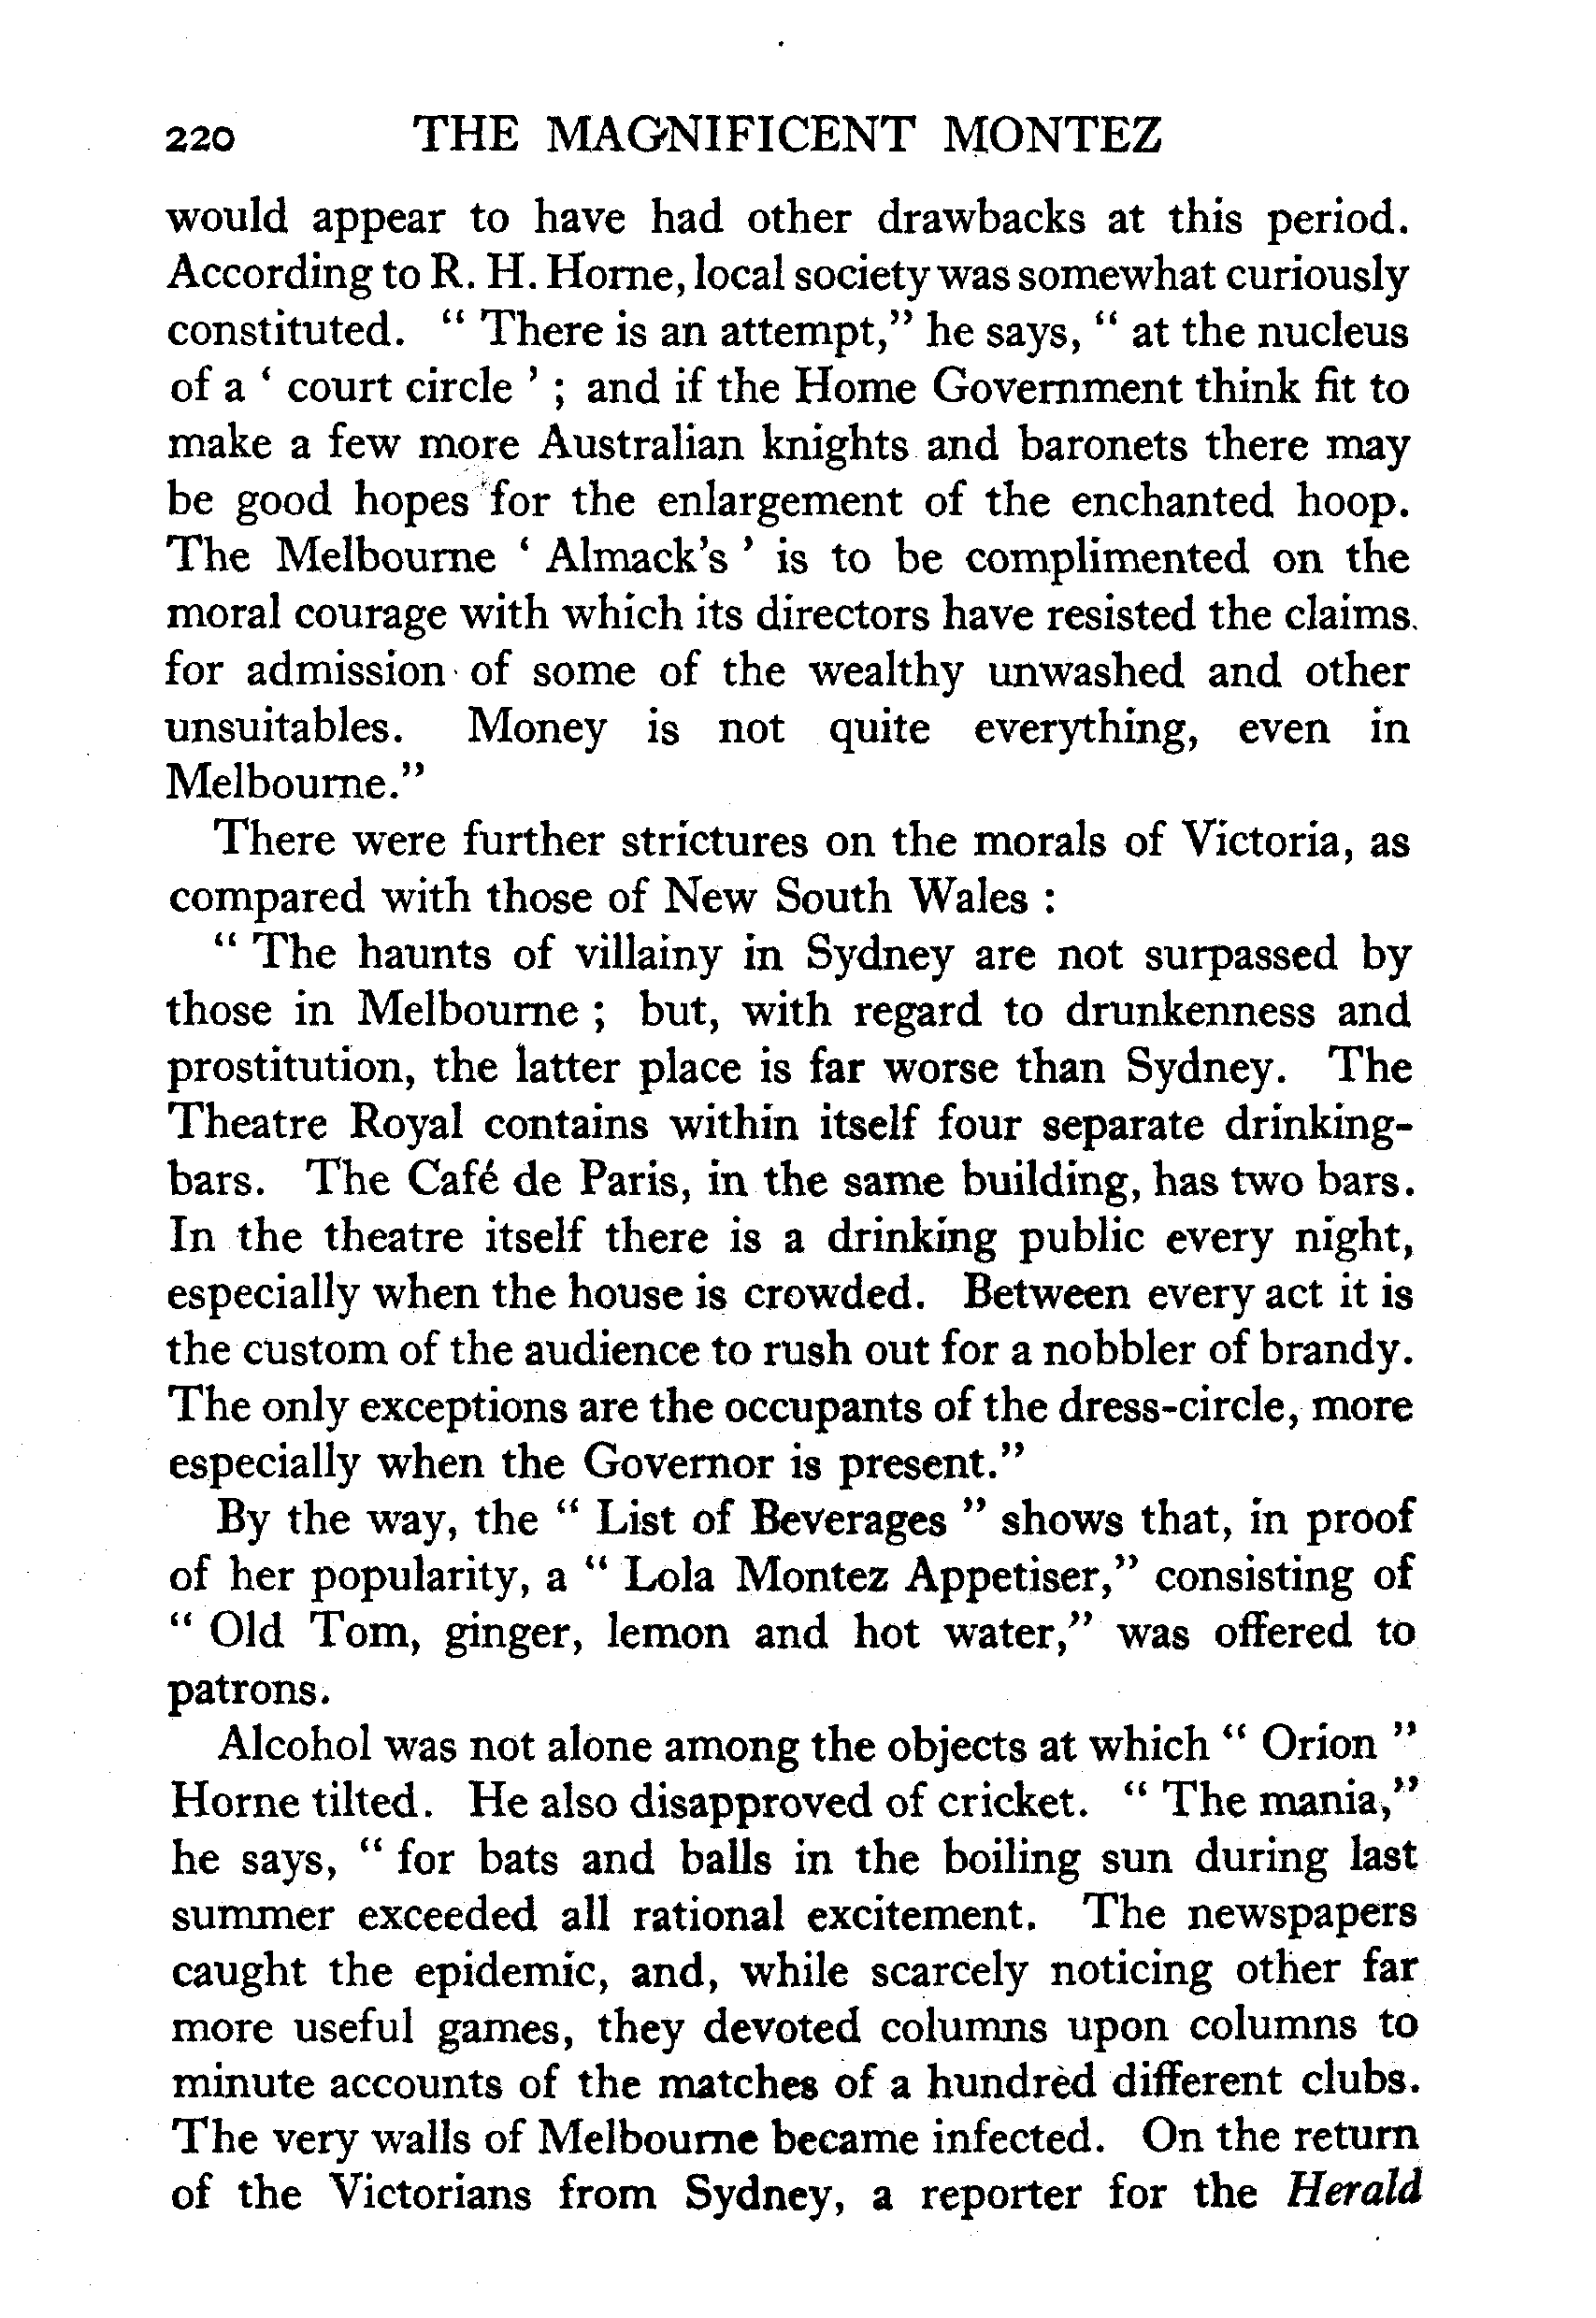 220 THE MAGNIFICENT MONTEZ
would appear to have had other drawbacks at this period.
According to R. H. Horne, local society was somewhat curiously
constituted. “ There is an attempt,” he says, “ at the nucleus
of a ‘ court circle ’ ; and if the Home Government think fit to
make a few more Australian knights and baronets there may
be good hopes for the enlargement of the enchanted hoop.
The Melbourne ‘ Almack’s ’ is to be complimented on the
moral courage with which its directors have resisted the claims
for admission of some of the wealthy unwashed and other
unsuitables. Money is not quite everything, even in
Melbourne.”
There were further strictures on the morals of Victoria, as
compared with those of New South Wales :
“ The haunts of villainy in Sydney are not surpassed by
those in Melbourne ; but, with regard to drunkenness and
prostitution, the latter place is far worse than Sydney. The
Theatre Royal contains within itself four separate drinking-
bars. The Café de Paris, in the same building, has two bars.
In the theatre itself there is a drinking public every night,
especially when the house is crowded. Between every act it is
the custom of the audience to rush out for a nobbler of brandy.
The only exceptions are the occupants of the dress-circle, more
especially when the Governor is present.”
By the way, the “ List of Beverages ” shows that, in proof
of her popularity, a “ Lola Montez Appetiser,” consisting of
“ Old Tom, ginger, lemon and hot water,” was offered to
patrons.
Alcohol was not alone among the objects at which “ Orion ”
Horne tilted. He also disapproved of cricket. “ The mania,”
he says, “ for bats and balls in the boiling sun during last
summer exceeded all rational excitement. The newspapers
caught the epidemic, and, while scarcely noticing other far
more useful games, they devoted columns upon columns to
minute accounts of the matches of a hundred different clubs.
The very walls of Melbourne became infected. On the return
of the Victorians from Sydney, a reporter for the Herald